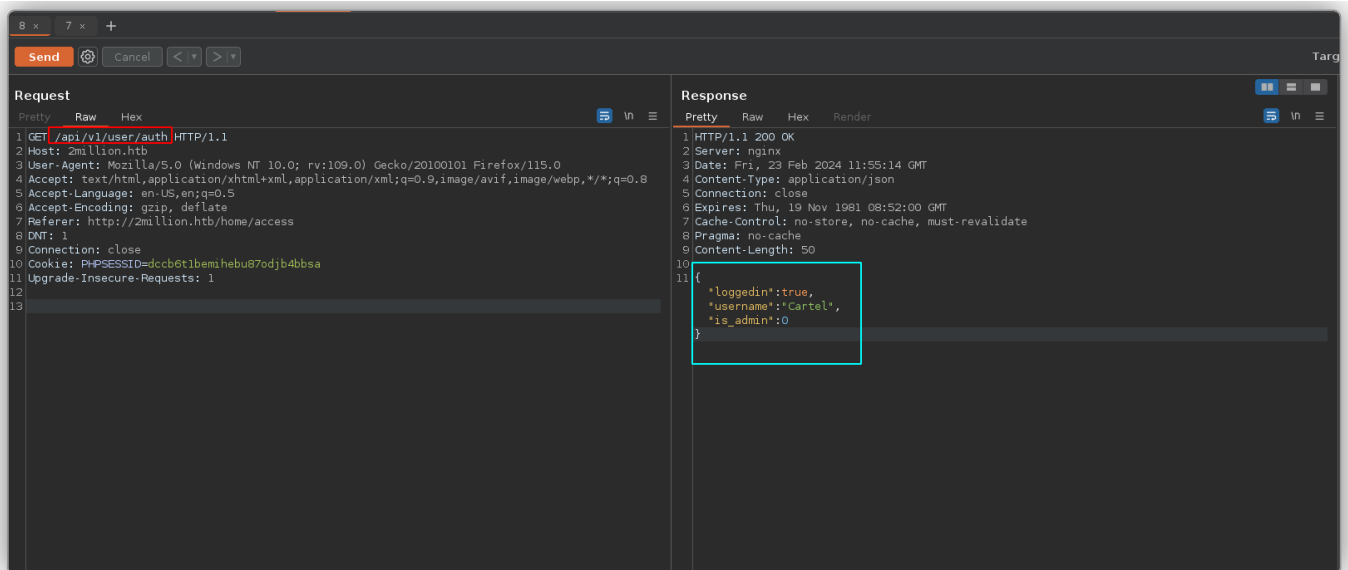 8 × 7 × +
Send Cancel < > Targ
Request
Pretty Raw Hex \n
1 GET /api/v1/user/auth HTTP/1.1
2 Host: 2million.htb
3 User-Agent: Mozilla/5.0 (Windows NT 10.0; rv:109.0) Gecko/20100101 Firefox/115.0
4 Accept: text/html,application/xhtml+xml,application/xml;q=0.9,image/avif,image/webp,*/*;q=0.8
5 Accept-Language: en-US,en;q=0.5
6 Accept-Encoding: gzip, deflate
7 Referer: http://2million.htb/home/access
8 DNT: 1
9 Connection: close
10 Cookie: PHPSESSID=dccb6t1bemihebu87odjb4bbsa
11 Upgrade-Insecure-Requests: 1
12
13
Response
Pretty Raw Hex Render \n
1 HTTP/1.1 200 OK
2 Server: nginx
3 Date: Fri, 23 Feb 2024 11:55:14 GMT
4 Content-Type: application/json
5 Connection: close
6 Expires: Thu, 19 Nov 1981 08:52:00 GMT
7 Cache-Control: no-store, no-cache, must-revalidate
8 Pragma: no-cache
9 Content-Length: 50
10
11 {
"loggedin":true,
"username":"Cartel",
"is_admin":0
}